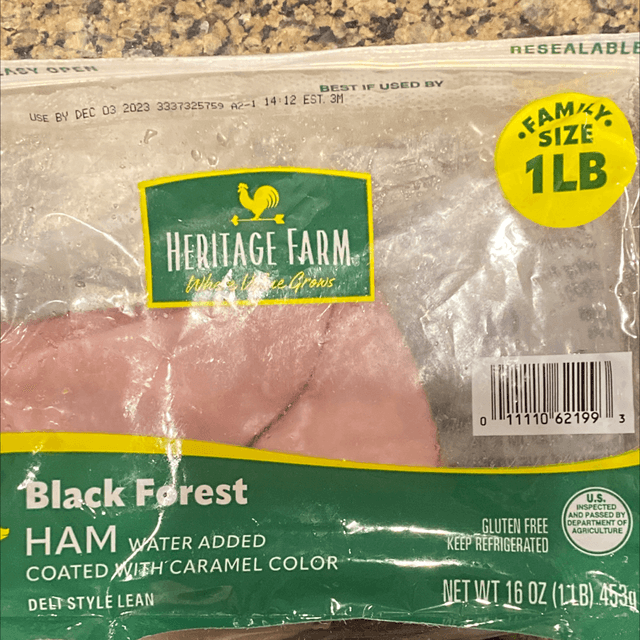 EASY OPEN
RESEALABLE
BEST IF USED BY
USE BY DEC 03 2023 3337325759 A2-1 14:12 EST. 3M
FAMILY
SIZE
1LB
HERITAGE FARM
Where Value Grows
0 11110 62199 3
Black Forest
HAM WATER ADDED
COATED WITH CARAMEL COLOR
DELI STYLE LEAN
GLUTEN FREE
KEEP REFRIGERATED
U.S.
INSPECTED
AND PASSED BY
DEPARTMENT OF
AGRICULTURE
NET WT 16 OZ (1 LB) 453g